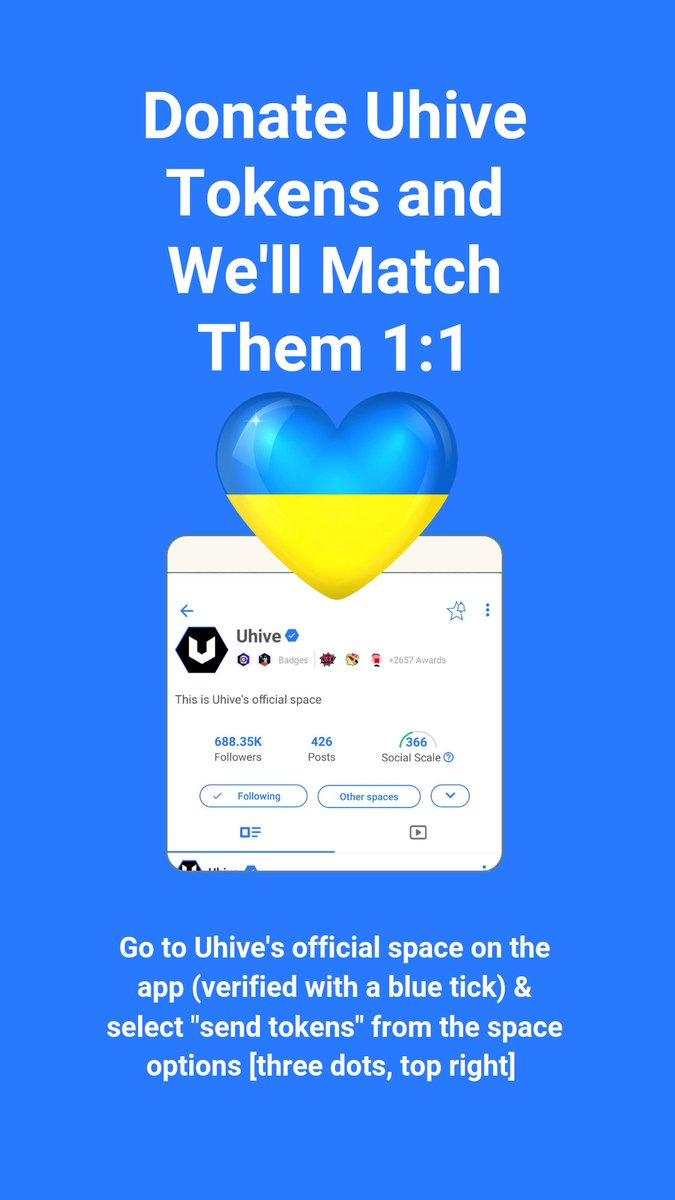 Donate Uhive
Tokens and
We'll Match
Them 1:1
Uhive
Badges
+2657 Awards
This is Uhive's official space
688.35K
Followers
426
Posts
366
Social Scale
Following
Other spaces
Go to Uhive's official space on the
app (verified with a blue tick) &
select "send tokens" from the space
options [three dots, top right]